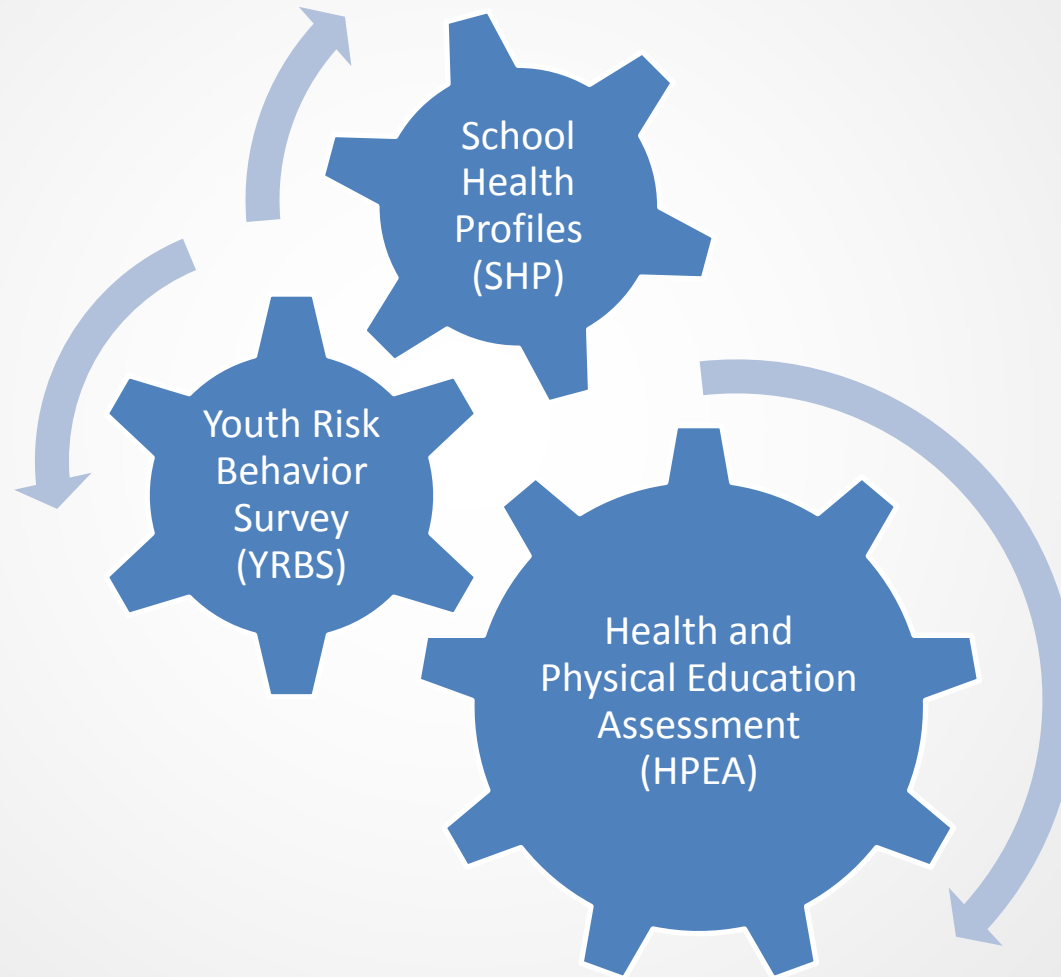 School
Health
Profiles
(SHP)
Youth Risk
Behavior
Survey
(YRBS)
Health and
Physical Education
Assessment
(HPEA)